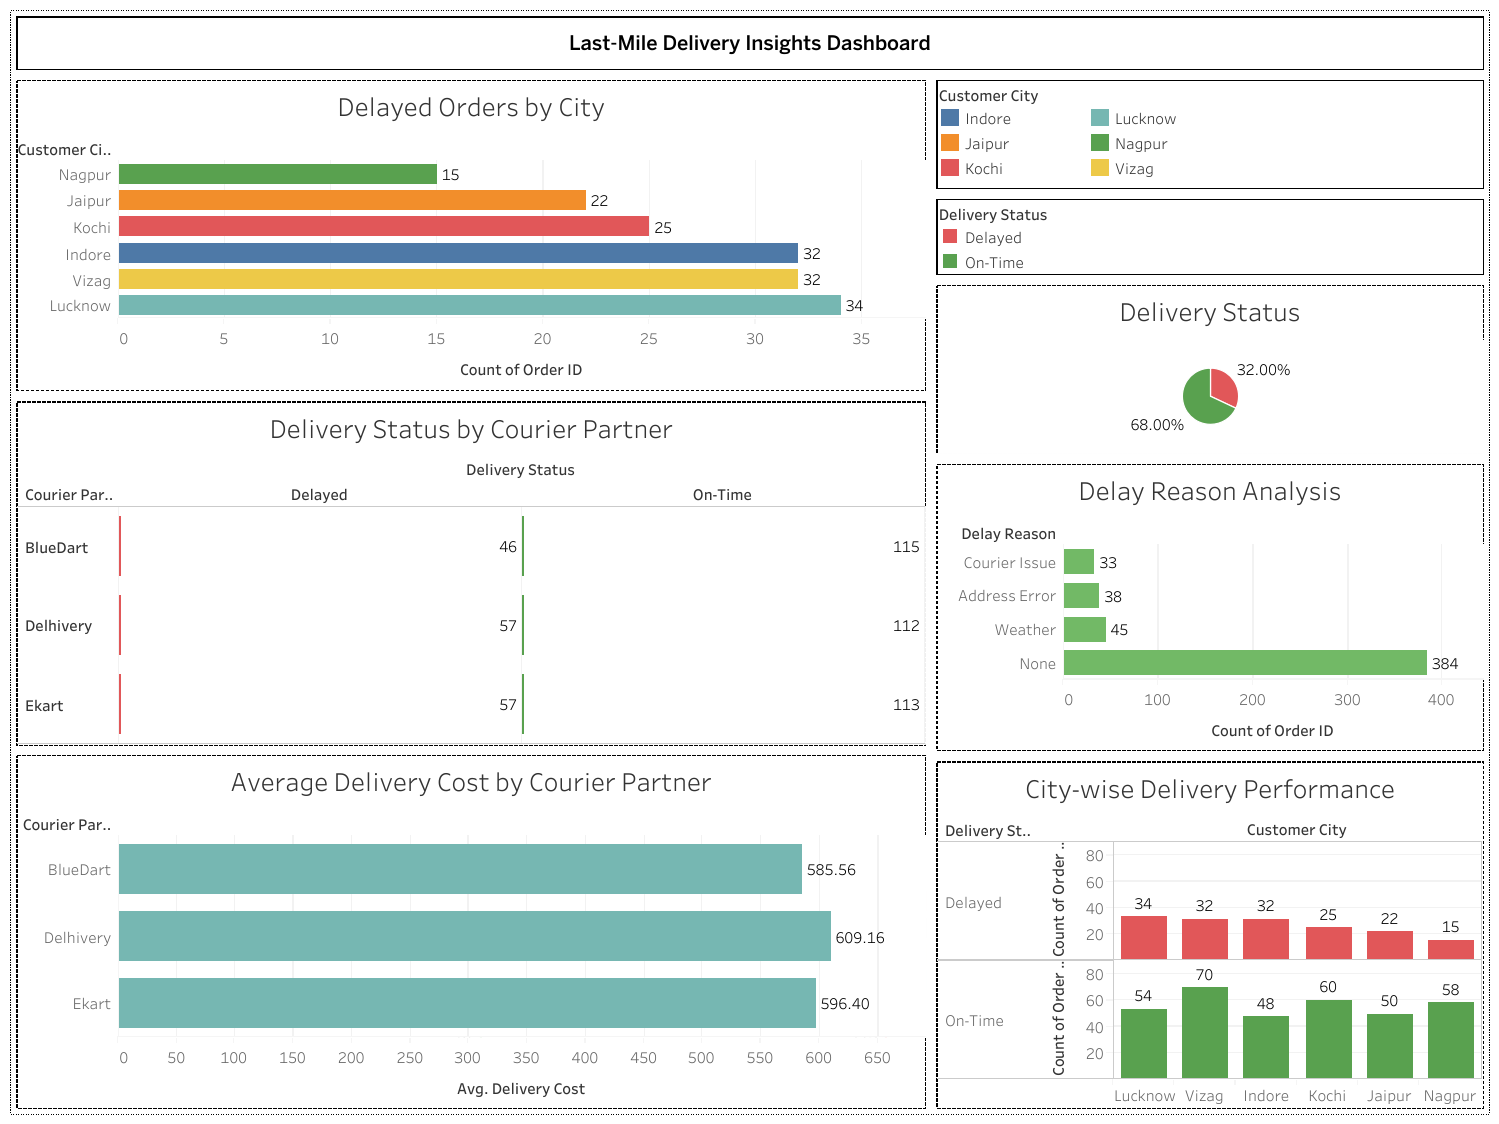 Last-Mile Delivery Insights Dashboard
Delayed Orders by City
Customer Ci..
Nagpur 15
Jaipur 22
Kochi 25
Indore 32
Vizag 32
Lucknow 34
0 5 10 15 20 25 30 35
Count of Order ID
Customer City
Indore Lucknow
Jaipur Nagpur
Kochi Vizag
Delivery Status
Delayed
On-Time
Delivery Status
32.00%
68.00%
Delivery Status by Courier Partner
Delivery Status
Courier Par.. Delayed On-Time
BlueDart 46 115
Delhivery 57 112
Ekart 57 113
Delay Reason Analysis
Delay Reason
Courier Issue 33
Address Error 38
Weather 45
None 384
0 100 200 300 400
Count of Order ID
Average Delivery Cost by Courier Partner
Courier Par..
BlueDart 585.56
Delhivery 609.16
Ekart 596.40
0 50 100 150 200 250 300 350 400 450 500 550 600 650
Avg. Delivery Cost
City-wise Delivery Performance
Delivery St.. Customer City
Delayed
Count of Order ..
80
60
40
20
34 32 32 25 22 15
On-Time
Count of Order ..
80
60
40
20
54 70 48 60 50 58
Lucknow Vizag Indore Kochi Jaipur Nagpur